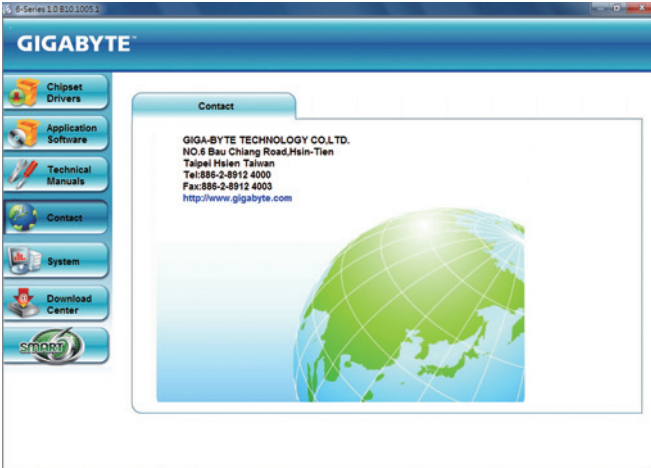 6-Series 1.0 B10.1005.1
GIGABYTE™
Chipset
Drivers
Application
Software
Technical
Manuals
Contact
System
Download
Center
SMART 6
Contact
GIGA-BYTE TECHNOLOGY CO,LTD.
NO.6 Bau Chiang Road,Hsin-Tien
Taipei Hsien Taiwan
Tel:886-2-8912 4000
Fax:886-2-8912 4003
http://www.gigabyte.com